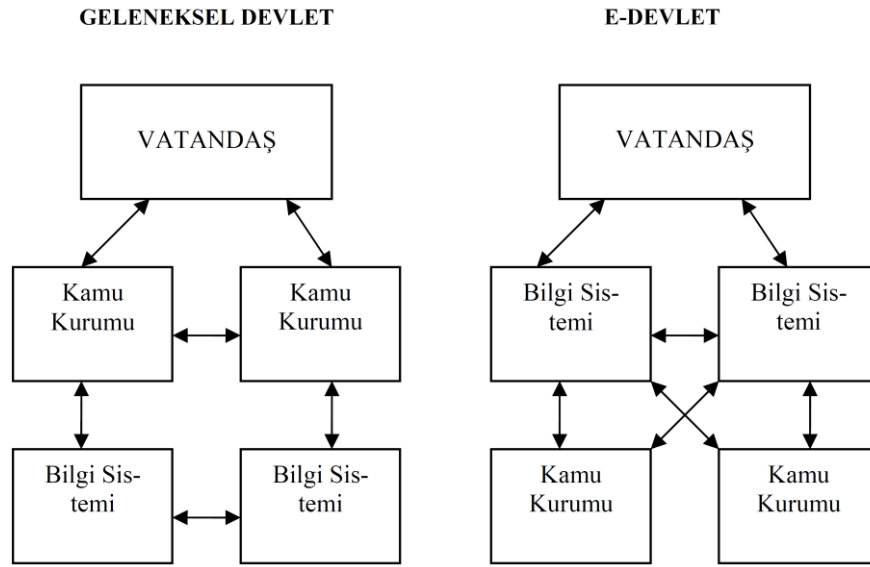 GELENEKSEL DEVLET
VATANDAŞ
Kamu
Kurumu
Kamu
Kurumu
Bilgi Sis-
temi
Bilgi Sis-
temi
E-DEVLET
VATANDAŞ
Bilgi Sis-
temi
Bilgi Sis-
temi
Kamu
Kurumu
Kamu
Kurumu